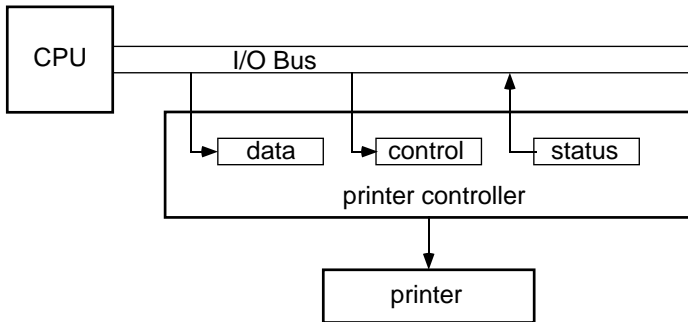 CPU
I/O Bus
data
control
status
printer controller
printer